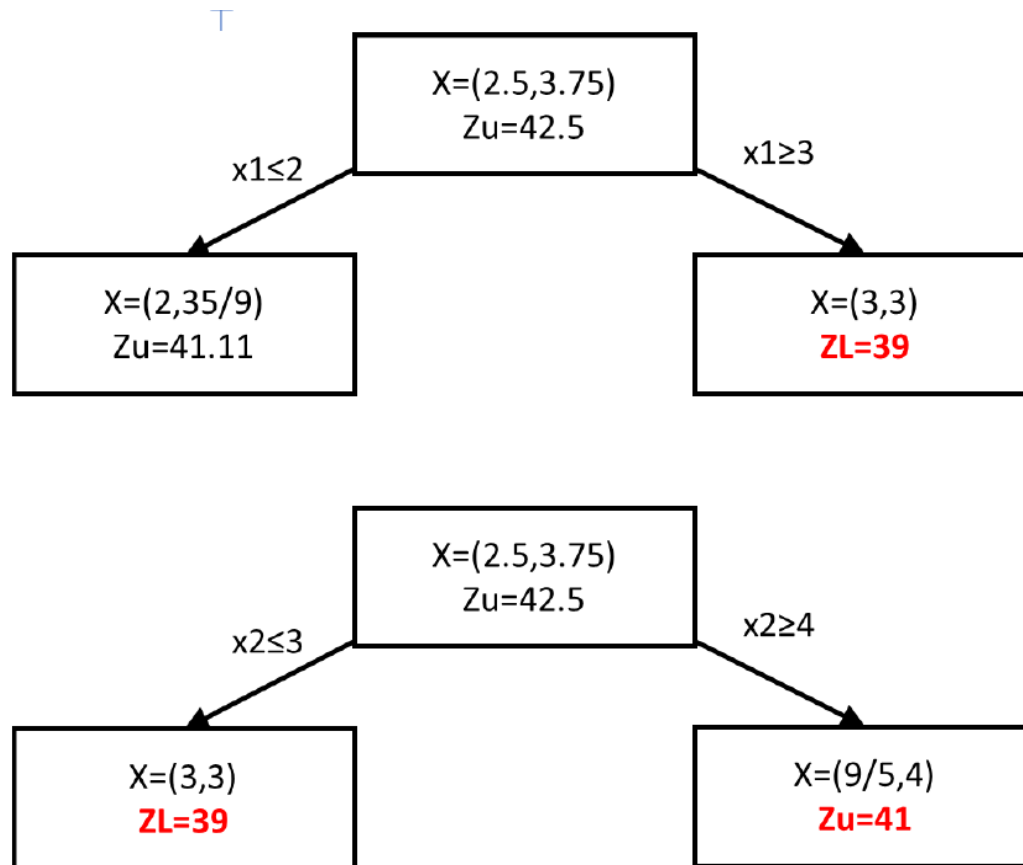 X=(2.5,3.75)
Zu=42.5
x1≤2
x1≥3
X=(2,35/9)
Zu=41.11
X=(3,3)
ZL=39
X=(2.5,3.75)
Zu=42.5
x2≤3
x2≥4
X=(3,3)
ZL=39
X=(9/5,4)
Zu=41